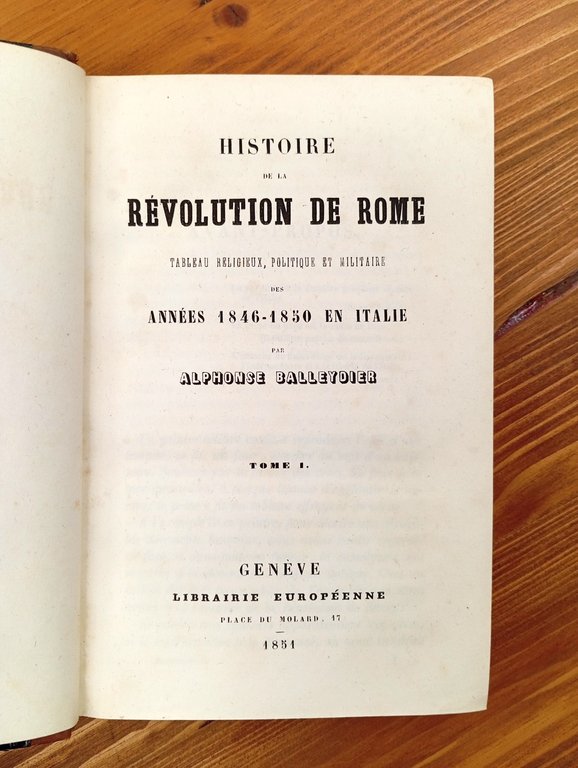 HISTOIRE
DE LA
RÉVOLUTION DE ROME
TABLEAU RELIGIEUX, POLITIQUE ET MILITAIRE
DES
ANNÉES 1846-1850 EN ITALIE
PAR
ALPHONSE BALLEYDIER
TOME I.
GENÈVE
LIBRAIRIE EUROPÉENNE
PLACE DU MOLARD, 17
1851